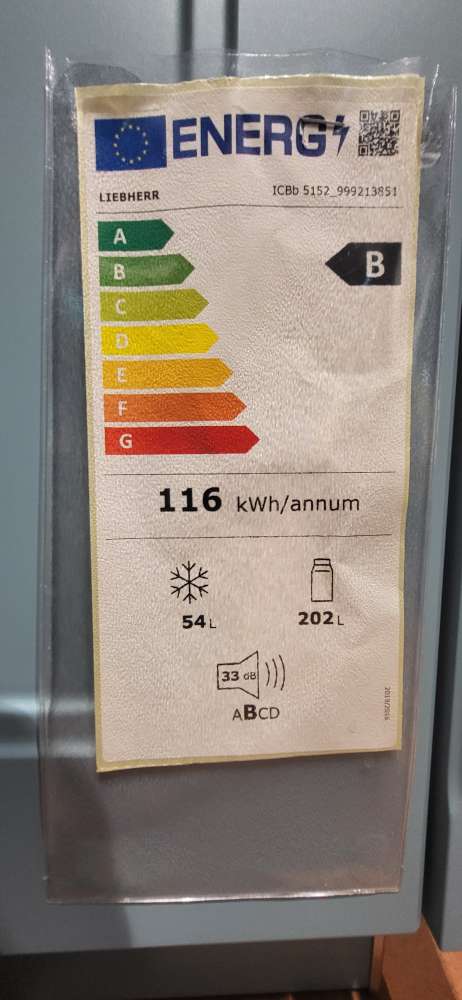 ENERG
LIEBHERR
ICBb 5152_999213851
A
B
B
C
D
E
F
G
116 kWh/annum
54 L
202 L
33 dB
ABCD
2019/2016